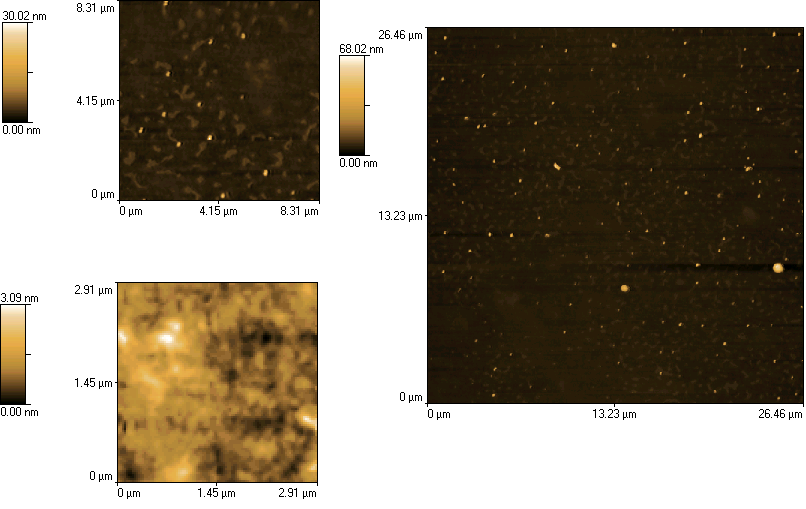 30.02 nm
0.00 nm
8.31 µm
4.15 µm
0 µm
0 µm
4.15 µm
8.31 µm
68.02 nm
0.00 nm
26.46 µm
13.23 µm
0 µm
0 µm
13.23 µm
26.46 µm
3.09 nm
0.00 nm
2.91 µm
1.45 µm
0 µm
0 µm
1.45 µm
2.91 µm